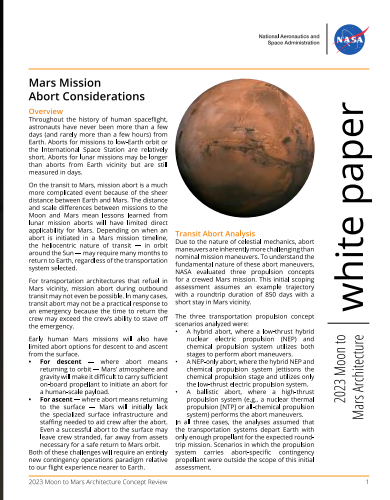 National Aeronautics and
Space Administration
NASA
Mars Mission
Abort Considerations
Overview
Throughout the history of human spaceflight,
astronauts have never been more than a few
days (and rarely more than a few hours) from
Earth. Aborts for missions to low-Earth orbit or
the International Space Station are relatively
short. Aborts for lunar missions may be longer
than aborts from Earth vicinity but are still
measured in days.
On the transit to Mars, mission abort is a much
more complicated event because of the sheer
distance between Earth and Mars. The distance
and scale differences between missions to the
Moon and Mars mean lessons learned from
lunar mission aborts will have limited direct
applicability for Mars. Depending on when an
abort is initiated in a Mars mission timeline,
the heliocentric nature of transit — in orbit
around the Sun — may require many months to
return to Earth, regardless of the transportation
system selected.
For transportation architectures that refuel in
Mars vicinity, mission abort during outbound
transit may not even be possible. In many cases,
transit abort may not be a practical response to
an emergency because the time to return the
crew may exceed the crew's ability to stave off
the emergency.
Early human Mars missions will also have
limited abort options for descent to and ascent
from the surface.
• For descent — where abort means
returning to orbit — Mars' atmosphere and
gravity will make it difficult to carry sufficient
on-board propellant to initiate an abort for
a human-scale payload.
• For ascent — where abort means returning
to the surface — Mars will initially lack
the specialized surface infrastructure and
staffing needed to aid crew after the abort.
Even a successful abort to the surface may
leave crew stranded, far away from assets
necessary for a safe return to Mars orbit.
Both of these challenges will require an entirely
new contingency operations paradigm relative
to our flight experience nearer to Earth.
Transit Abort Analysis
Due to the nature of celestial mechanics, abort
maneuvers are inherently more challenging than
nominal mission maneuvers. To understand the
fundamental nature of these abort maneuvers,
NASA evaluated three propulsion concepts
for a crewed Mars mission. This initial scoping
assessment assumes an example trajectory
with a roundtrip duration of 850 days with a
short stay in Mars vicinity.
The three transportation propulsion concept
scenarios analyzed were:
• A hybrid abort, where a low-thrust hybrid
nuclear electric propulsion (NEP) and
chemical propulsion system utilizes both
stages to perform abort maneuvers.
• A NEP-only abort, where the hybrid NEP and
chemical propulsion system jettisons the
chemical propulsion stage and utilizes only
the low-thrust electric propulsion system.
• A ballistic abort, where a high-thrust
propulsion system (e.g, a nuclear thermal
propulsion [NTP] or all-chemical propulsion
system) performs the abort maneuvers.
In all three cases, the analyses assumed that
the transportation systems depart Earth with
only enough propellant for the expected round-
trip mission. Scenarios in which the propulsion
system carries abort-specific contingency
propellant were outside the scope of this initial
assessment.
white paper
2023 Moon to
Mars Architecture
2023 Moon to Mars Architecture Concept Review
1